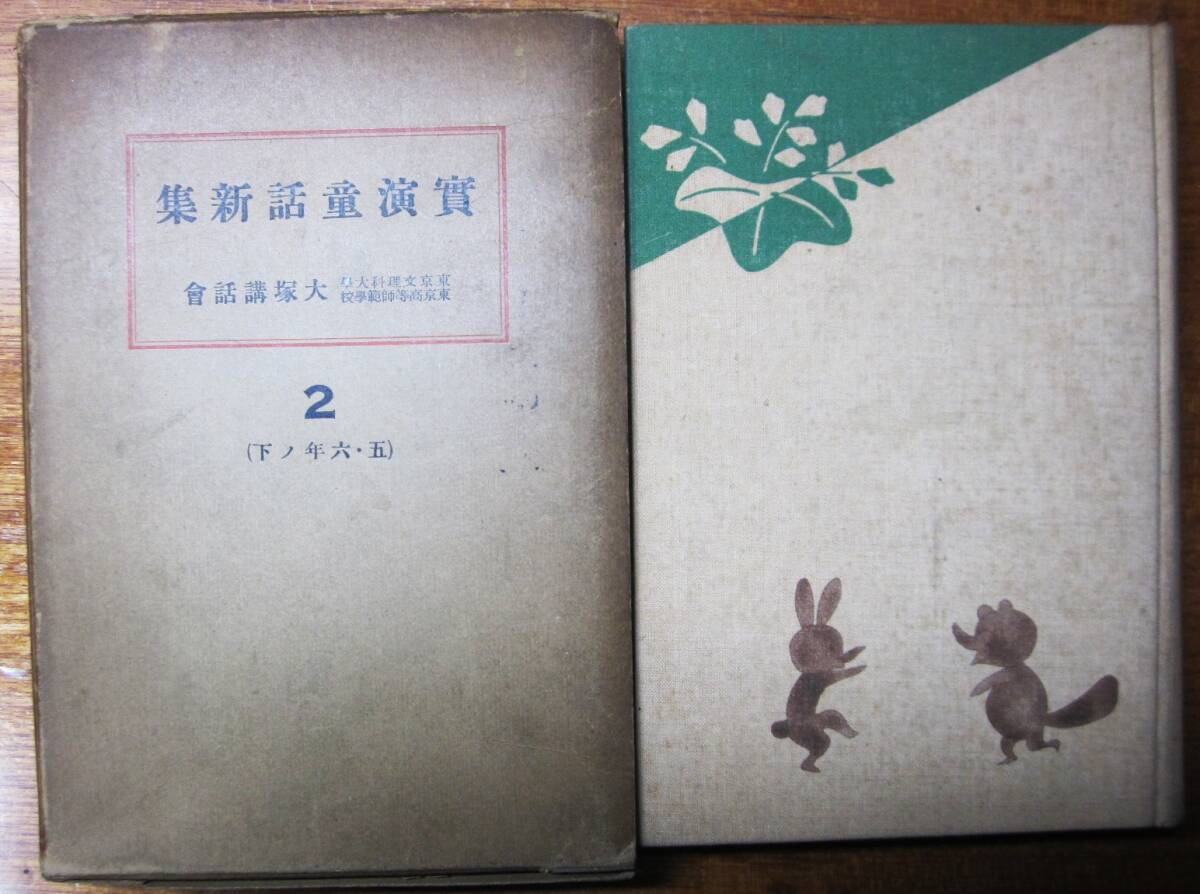 實演童話新集
東京文理科大學
東京高等師範學校
大塚講話會
2
(五・六年ノ下)